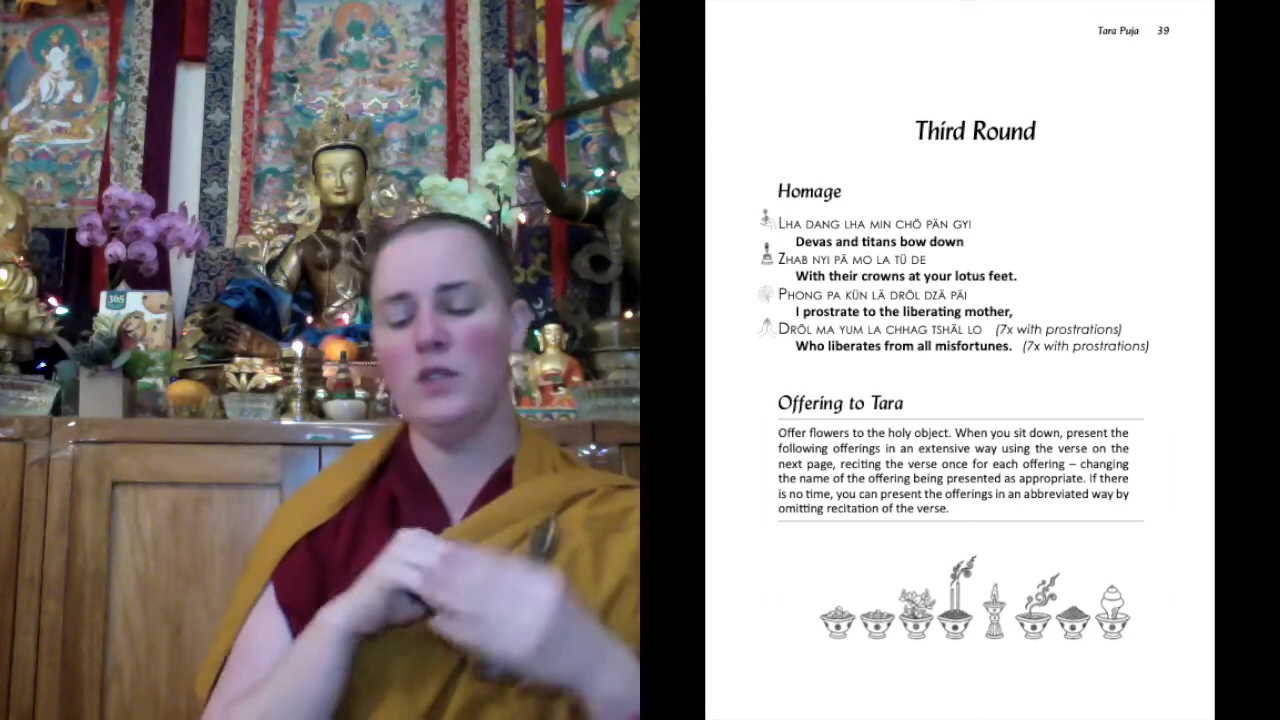 365
Tara Puja 39
Third Round
Homage
LHA DANG LHA MIN CHÖ PÄN GYI
Devas and titans bow down
ZHAB NYI PÄ MO LA TÜ DE
With their crowns at your lotus feet.
PHONG PA KÜN LÄ DRÖL DZÄ PÄI
I prostrate to the liberating mother,
DRÖL MA YUM LA CHHAG TSHÄL LO (7x with prostrations)
Who liberates from all misfortunes. (7x with prostrations)
Offering to Tara
Offer flowers to the holy object. When you sit down, present the
following offerings in an extensive way using the verse on the
next page, reciting the verse once for each offering – changing
the name of the offering being presented as appropriate. If there
is no time, you can present the offerings in an abbreviated way by
omitting recitation of the verse.